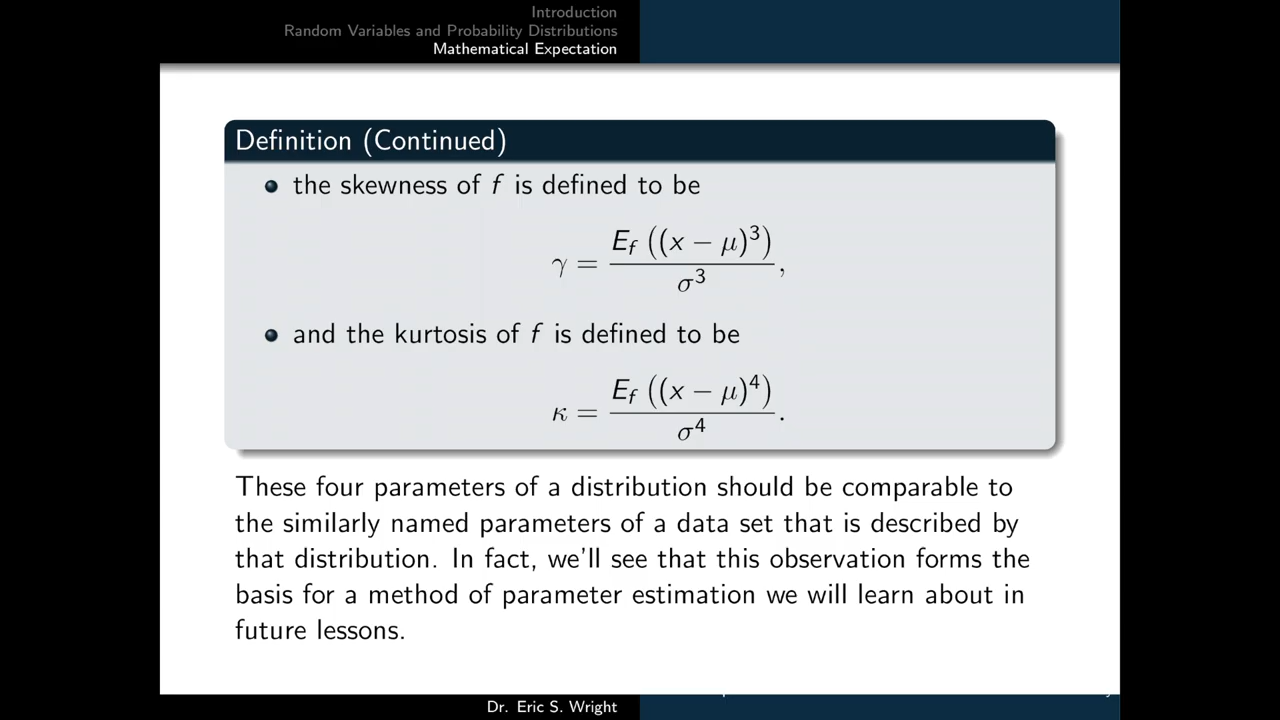 Introduction
Random Variables and Probability Distributions
Mathematical Expectation
Definition (Continued)
the skewness of f is defined to be
γ = E_f ((x − μ)^3) / σ^3 ,
and the kurtosis of f is defined to be
κ = E_f ((x − μ)^4) / σ^4 .
These four parameters of a distribution should be comparable to
the similarly named parameters of a data set that is described by
that distribution. In fact, we'll see that this observation forms the
basis for a method of parameter estimation we will learn about in
future lessons.
Dr. Eric S. Wright